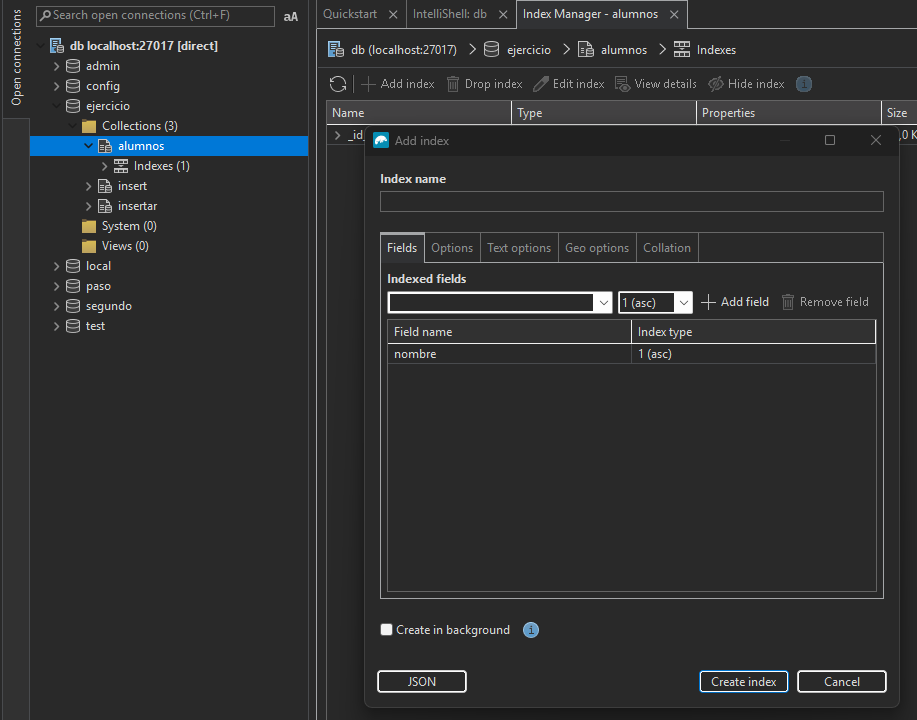 Open connections
Search open connections (Ctrl+F)
aA
db localhost:27017 [direct]
admin
config
ejercicio
Collections (3)
alumnos
Indexes (1)
insert
insertar
System (0)
Views (0)
local
paso
segundo
test
Quickstart
IntelliShell: db
Index Manager - alumnos
db (localhost:27017)
ejercicio
alumnos
Indexes
Add index
Drop index
Edit index
View details
Hide index
Name
Type
Properties
Size
_id_
Add index
Index name
Fields
Options
Text options
Geo options
Collation
Indexed fields
1 (asc)
Add field
Remove field
Field name
Index type
nombre
1 (asc)
Create in background
JSON
Create index
Cancel